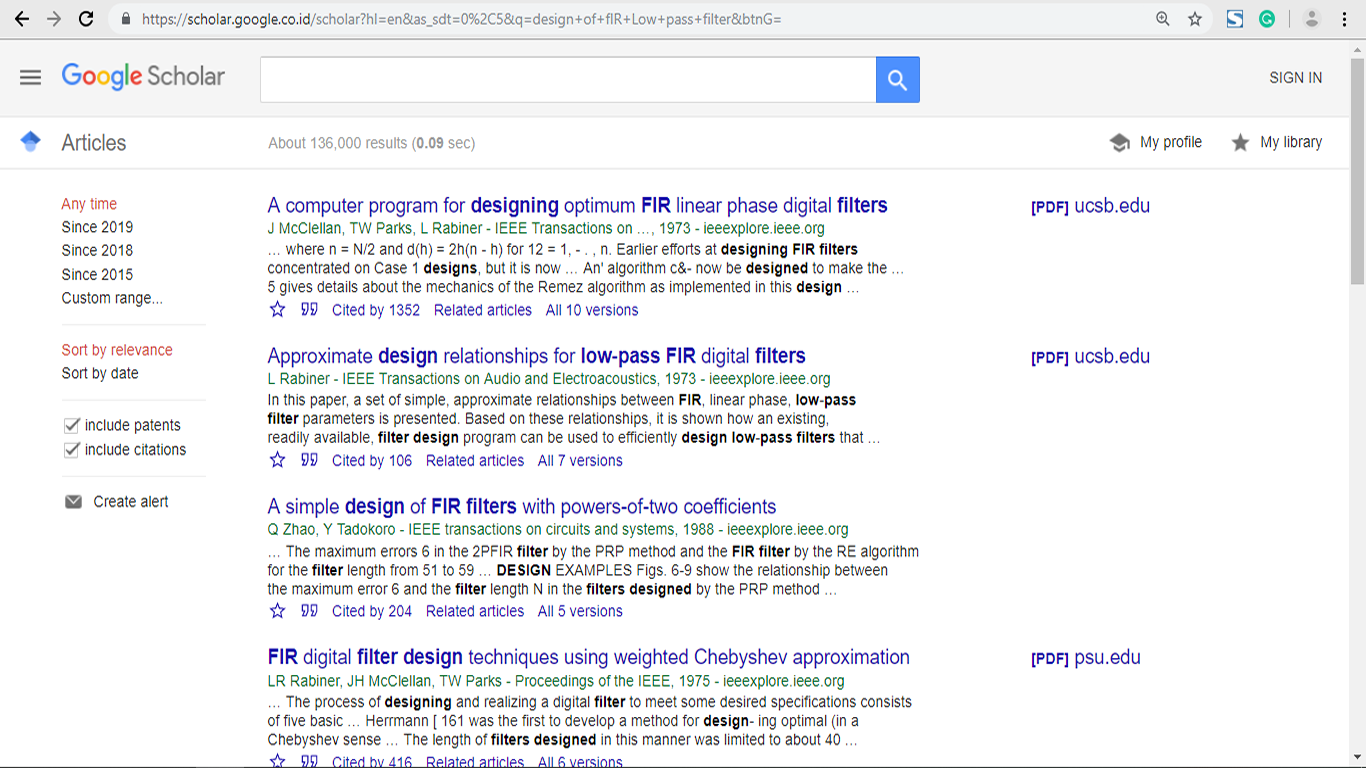 https://scholar.google.co.id/scholar?hl=en&as_sdt=0%2C5&q=design+of+fIR+Low+pass+filter&btnG=
Google Scholar
SIGN IN
Articles
About 136,000 results (0.09 sec)
My profile
My library
Any time
Since 2019
Since 2018
Since 2015
Custom range...
Sort by relevance
Sort by date
include patents
include citations
Create alert
A computer program for designing optimum FIR linear phase digital filters
J McClellan, TW Parks, L Rabiner - IEEE Transactions on …, 1973 - ieeexplore.ieee.org
… where n = N/2 and d(h) = 2h(n - h) for 12 = 1, - . , n. Earlier efforts at designing FIR filters
concentrated on Case 1 designs, but it is now … An' algorithm c&- now be designed to make the …
5 gives details about the mechanics of the Remez algorithm as implemented in this design …
Cited by 1352 Related articles All 10 versions
[PDF] ucsb.edu
Approximate design relationships for low-pass FIR digital filters
L Rabiner - IEEE Transactions on Audio and Electroacoustics, 1973 - ieeexplore.ieee.org
In this paper, a set of simple, approximate relationships between FIR, linear phase, low-pass
filter parameters is presented. Based on these relationships, it is shown how an existing,
readily available, filter design program can be used to efficiently design low-pass filters that …
Cited by 106 Related articles All 7 versions
[PDF] ucsb.edu
A simple design of FIR filters with powers-of-two coefficients
Q Zhao, Y Tadokoro - IEEE transactions on circuits and systems, 1988 - ieeexplore.ieee.org
… The maximum errors 6 in the 2PFIR filter by the PRP method and the FIR filter by the RE algorithm
for the filter length from 51 to 59 … DESIGN EXAMPLES Figs. 6-9 show the relationship between
the maximum error 6 and the filter length N in the filters designed by the PRP method …
Cited by 204 Related articles All 5 versions
FIR digital filter design techniques using weighted Chebyshev approximation
LR Rabiner, JH McClellan, TW Parks - Proceedings of the IEEE, 1975 - ieeexplore.ieee.org
… The process of designing and realizing a digital filter to meet some desired specifications consists
of five basic … Herrmann [ 161 was the first to develop a method for design- ing optimal (in a
Chebyshev sense … The length of filters designed in this manner was limited to about 40 …
Cited by 416 Related articles All 6 versions
[PDF] psu.edu